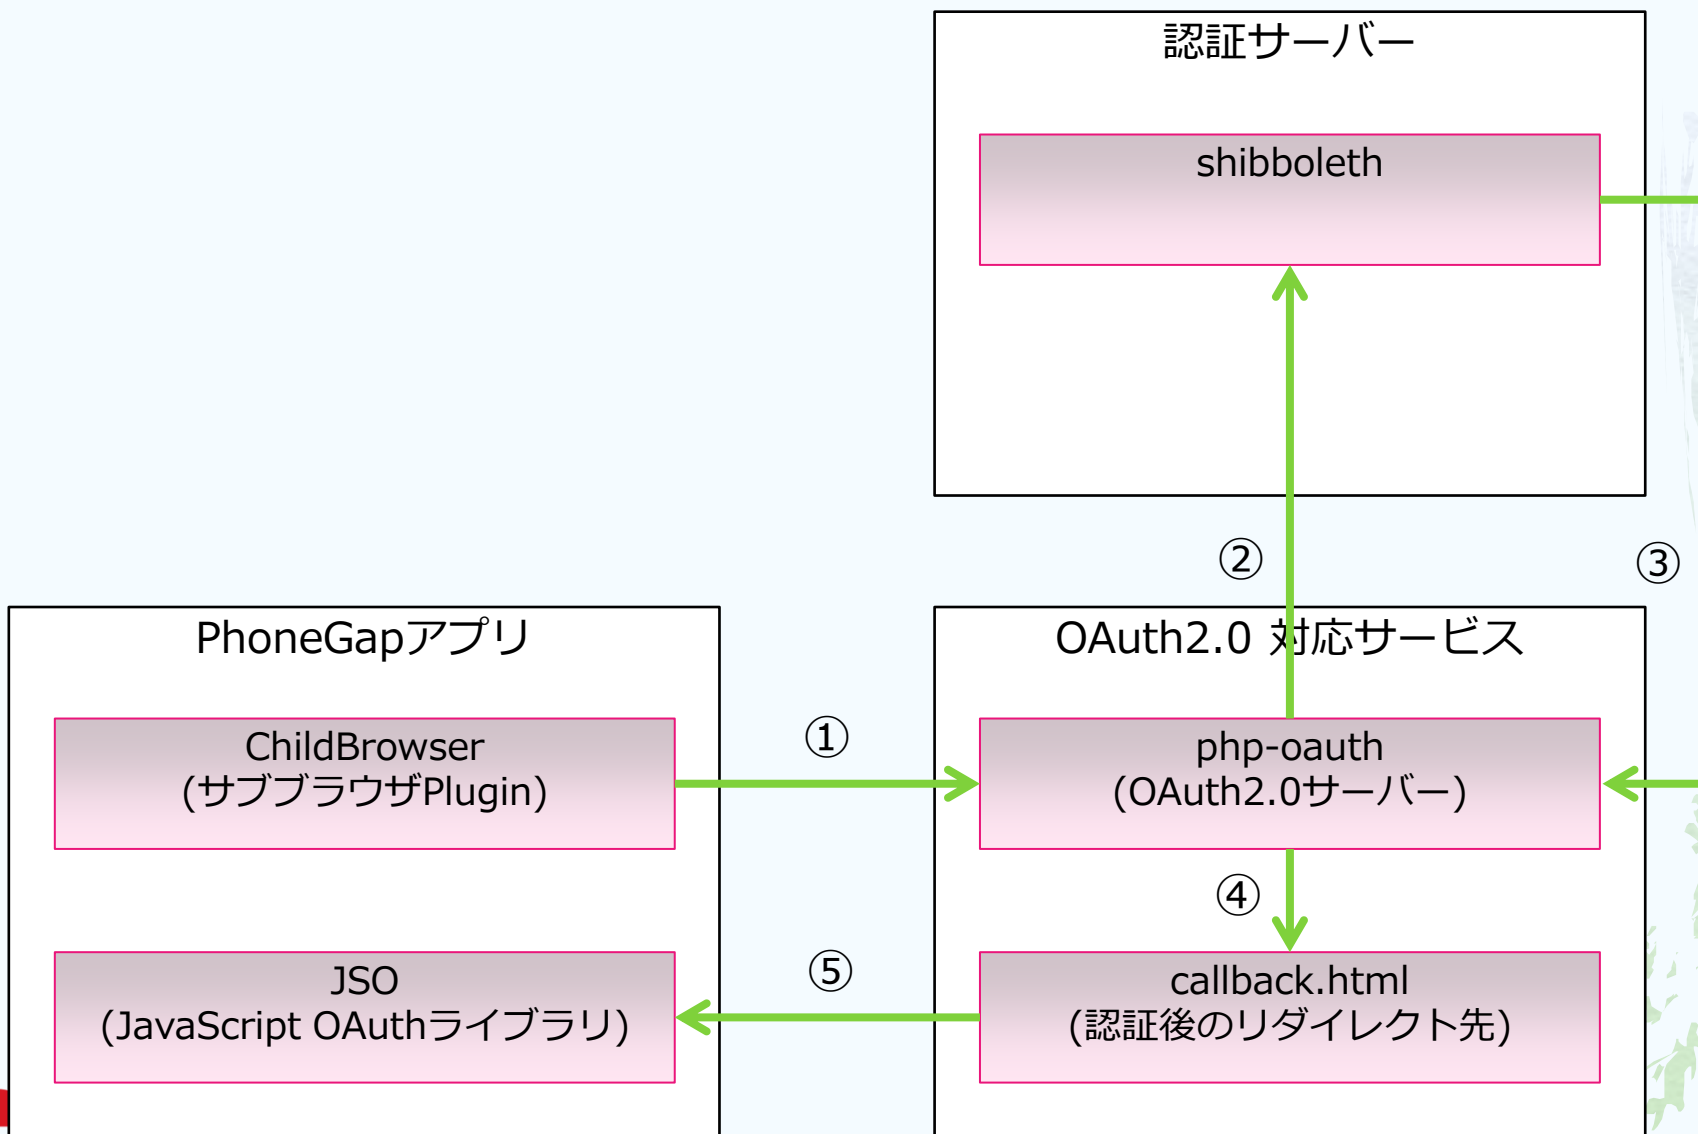 認証サーバー
shibboleth
②
③
PhoneGapアプリ
ChildBrowser
(サブブラウザPlugin)
JSO
(JavaScript OAuthライブラリ)
①
⑤
OAuth2.0 対応サービス
php-oauth
(OAuth2.0サーバー)
④
callback.html
(認証後のリダイレクト先)